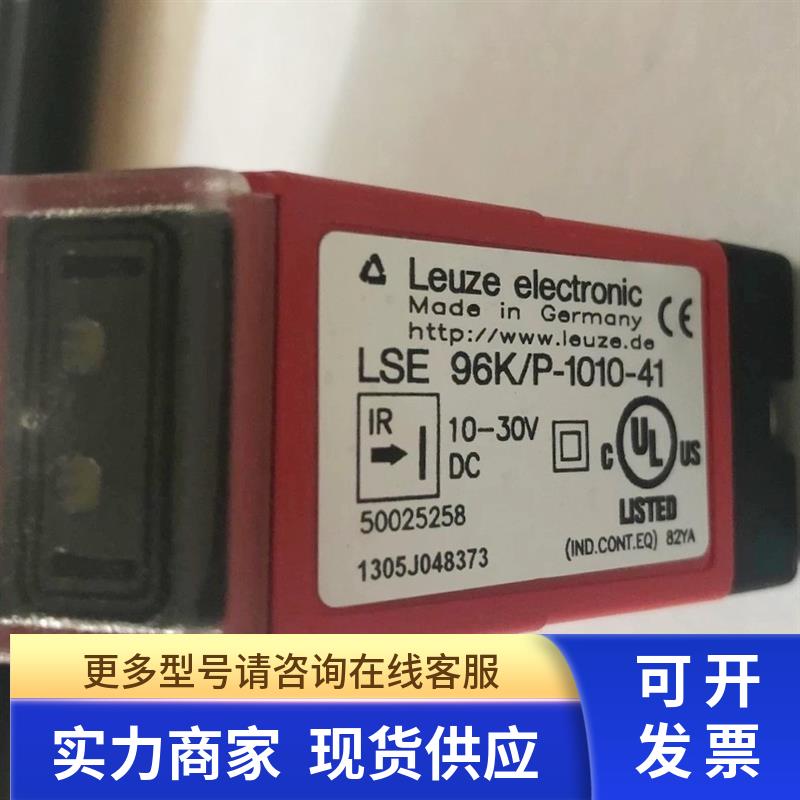 Leuze electronic
Made in Germany
http://www.leuze.de
CE
LSE 96K/P-1010-41
IR
10-30V
DC
C UL US
LISTED
50025258
(IND.CONT.EQ) 82YA
1305J048373
更多型号请咨询在线客服
实力商家 现货供应
可开
发票